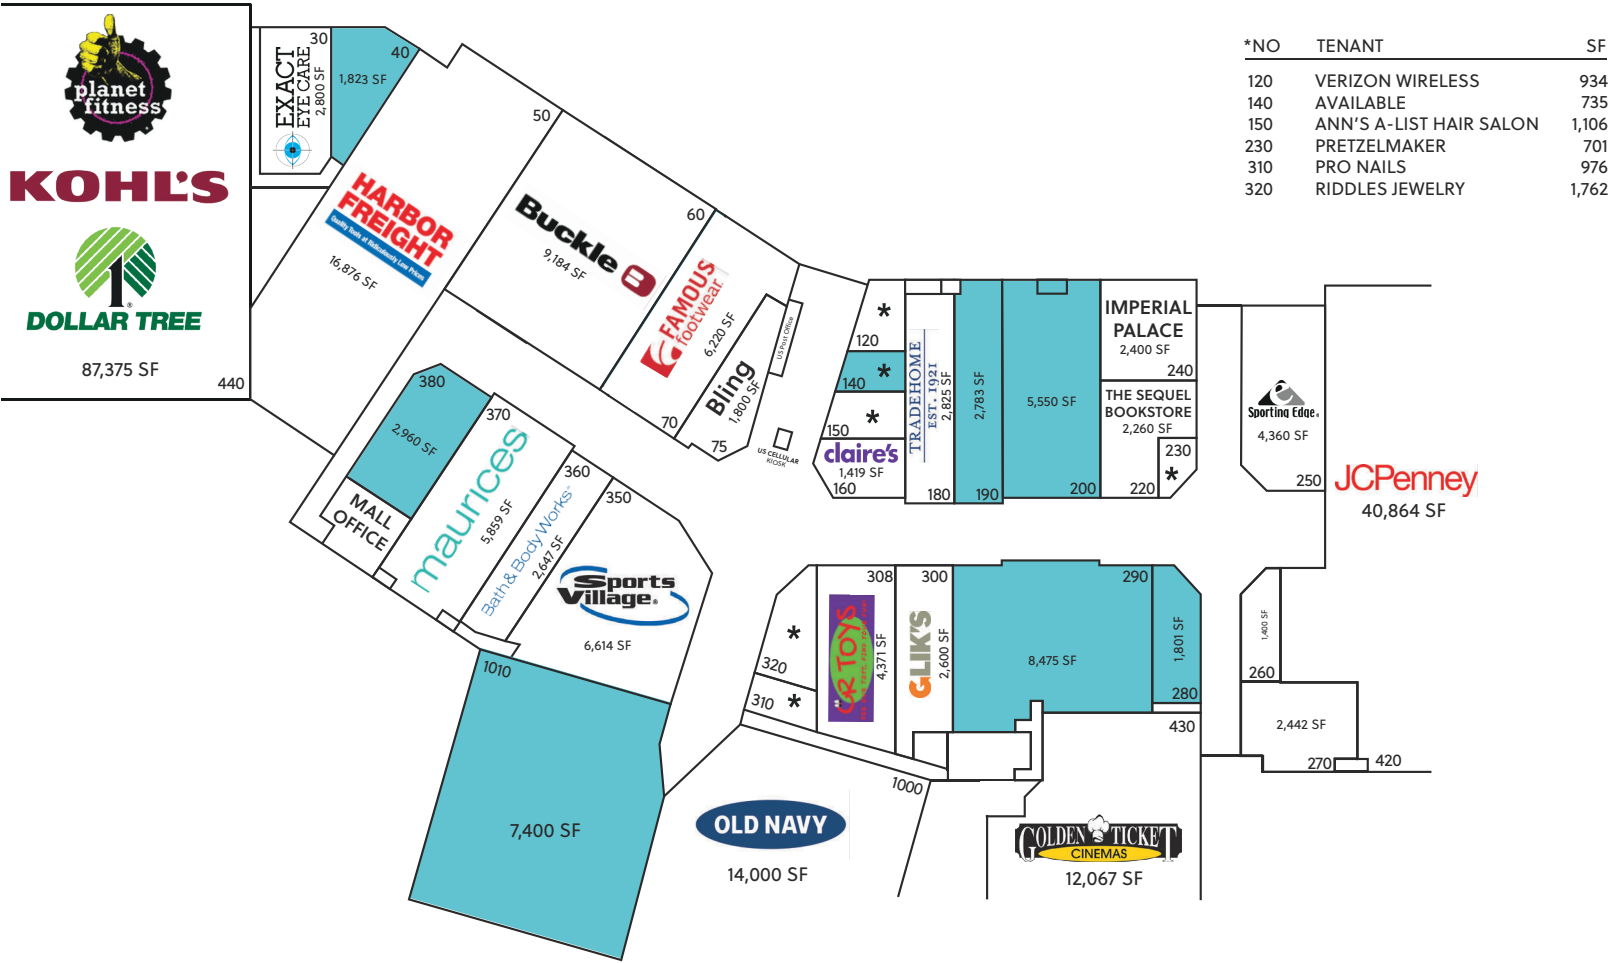 planet
fitness
KOHL'S
1
DOLLAR TREE
87,375 SF
440
30
EXACT
EYE CARE
2,800 SF
40
1,823 SF
50
HARBOR
FREIGHT
Quality Tools at Ridiculously Low Prices
16,876 SF
60
Buckle B
9,184 SF
FAMOUS
footwear
6,220 SF
70
Bling
1,800 SF
75
US Post Office
US CELLULAR
KIOSK
*
120
140 *
*
150
claire's
1,419 SF
160
TRADEHOME
EST. 1921
2,825 SF
180
2,783 SF
190
5,550 SF
200
IMPERIAL
PALACE
2,400 SF
240
THE SEQUEL
BOOKSTORE
2,260 SF
230
*
220
Sporting Edge
4,360 SF
250
JCPenney
40,864 SF
*NO TENANT SF
120 VERIZON WIRELESS 934
140 AVAILABLE 735
150 ANN'S A-LIST HAIR SALON 1,106
230 PRETZELMAKER 701
310 PRO NAILS 976
320 RIDDLES JEWELRY 1,762
380
2,960 SF
MALL
OFFICE
370
maurices
5,859 SF
360
Bath & Body Works
2,647 SF
350
Sports
Village
6,614 SF
1010
7,400 SF
*
320
310 *
308
"R TOYS
4,371 SF
300
GLIK'S
2,600 SF
290
8,475 SF
1,801 SF
280
430
1,400 SF
260
2,442 SF
270
420
1000
OLD NAVY
14,000 SF
GOLDEN TICKET
CINEMAS
12,067 SF